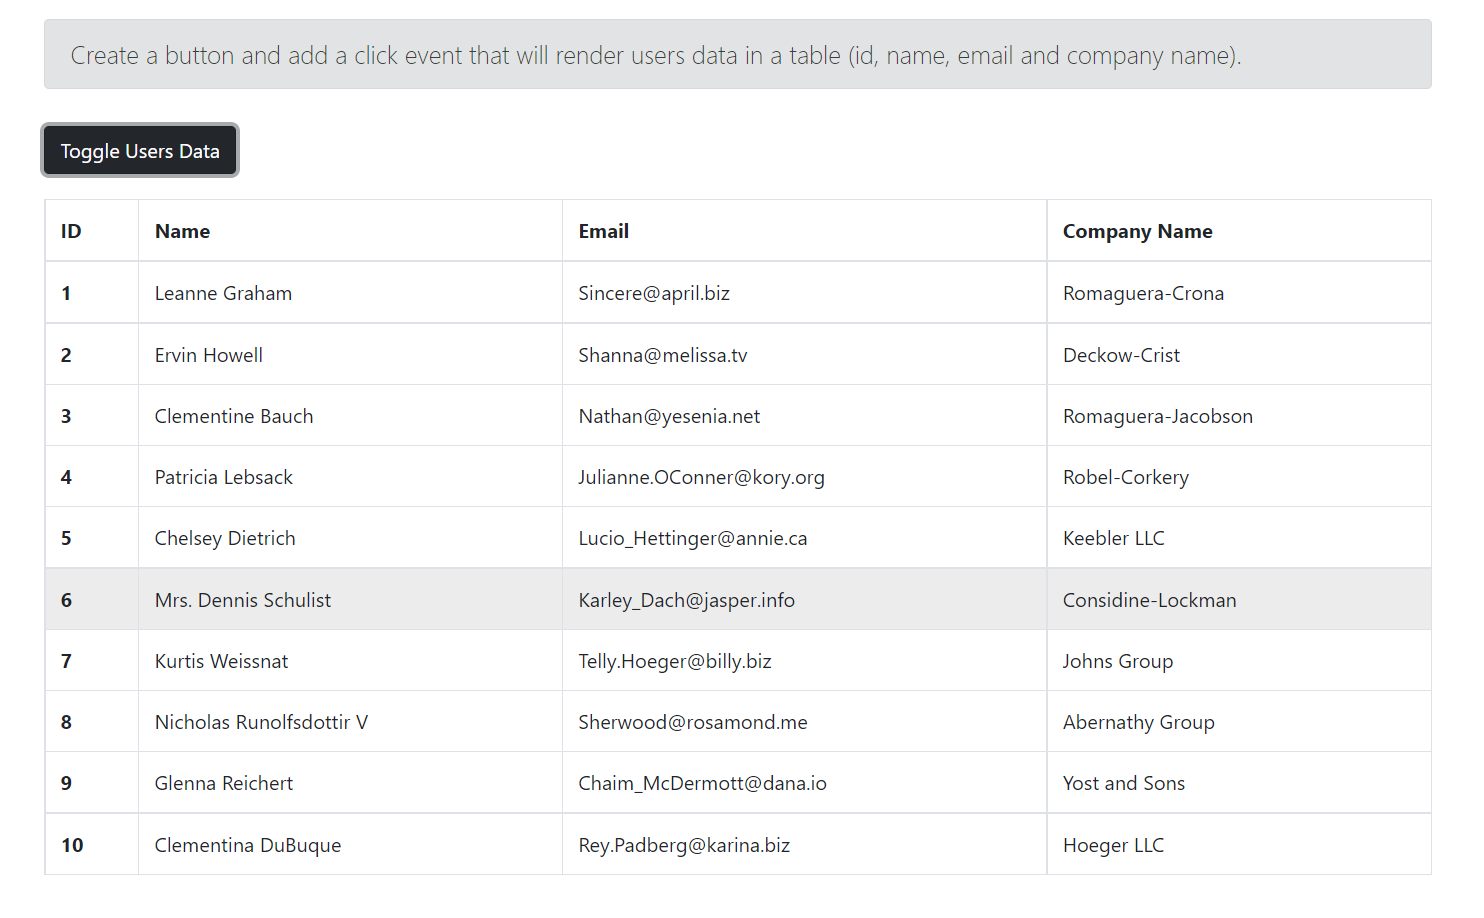 Create a button and add a click event that will render users data in a table (id, name, email and company name).
Toggle Users Data
ID Name Email Company Name
1 Leanne Graham Sincere@april.biz Romaguera-Crona
2 Ervin Howell Shanna@melissa.tv Deckow-Crist
3 Clementine Bauch Nathan@yesenia.net Romaguera-Jacobson
4 Patricia Lebsack Julianne.OConner@kory.org Robel-Corkery
5 Chelsey Dietrich Lucio_Hettinger@annie.ca Keebler LLC
6 Mrs. Dennis Schulist Karley_Dach@jasper.info Considine-Lockman
7 Kurtis Weissnat Telly.Hoeger@billy.biz Johns Group
8 Nicholas Runolfsdottir V Sherwood@rosamond.me Abernathy Group
9 Glenna Reichert Chaim_McDermott@dana.io Yost and Sons
10 Clementina DuBuque Rey.Padberg@karina.biz Hoeger LLC